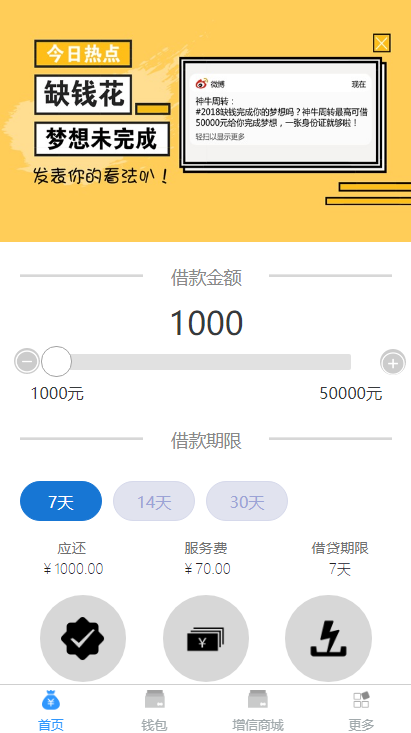 今日热点
缺钱花
梦想未完成
发表你的看法吖！
微博
现在
神牛周转：
#2018缺钱完成你的梦想吗？神牛周转最高可借
50000元给你完成梦想，一张身份证就够啦！
轻扫以显示更多
借款金额
1000
1000元
50000元
借款期限
7天
14天
30天
应还
服务费
借贷期限
￥1000.00
￥70.00
7天
首页
钱包
增信商城
更多